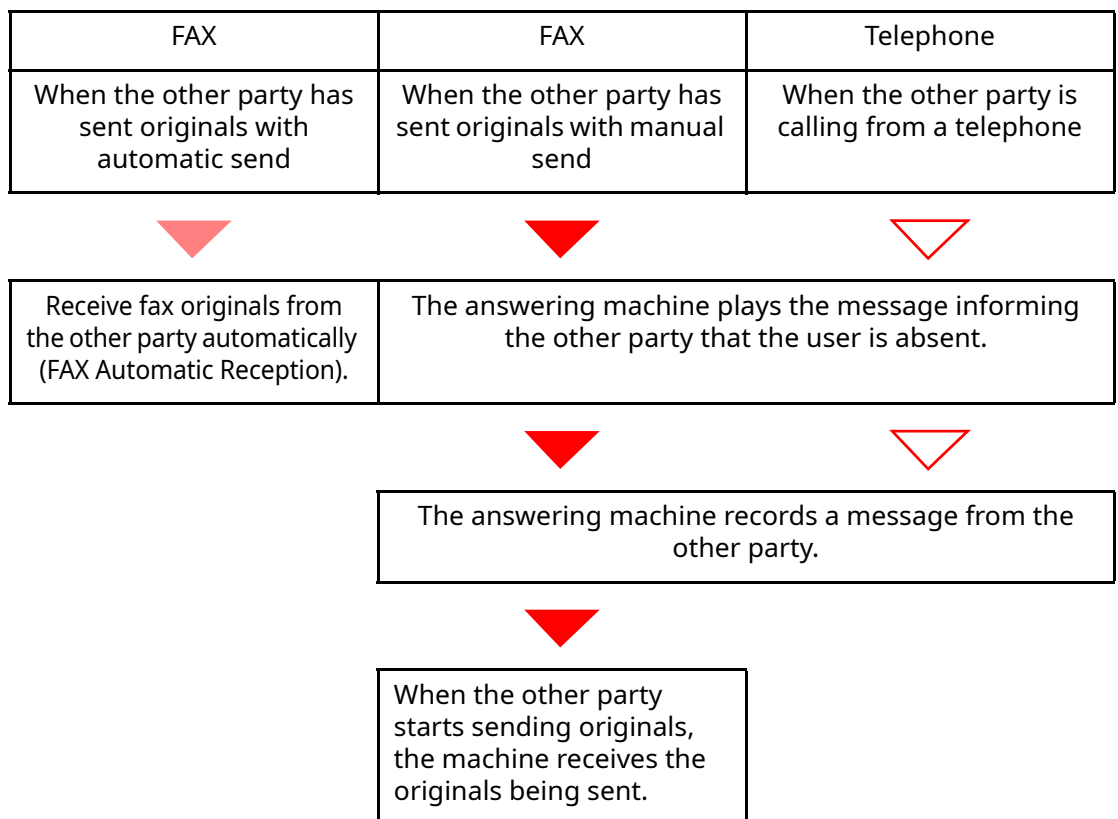 FAX
FAX
Telephone
When the other party has
sent originals with
automatic send
When the other party has
sent originals with manual
send
When the other party is
calling from a telephone
Receive fax originals from
the other party automatically
(FAX Automatic Reception).
The answering machine plays the message informing
the other party that the user is absent.
The answering machine records a message from the
other party.
When the other party
starts sending originals,
the machine receives the
originals being sent.